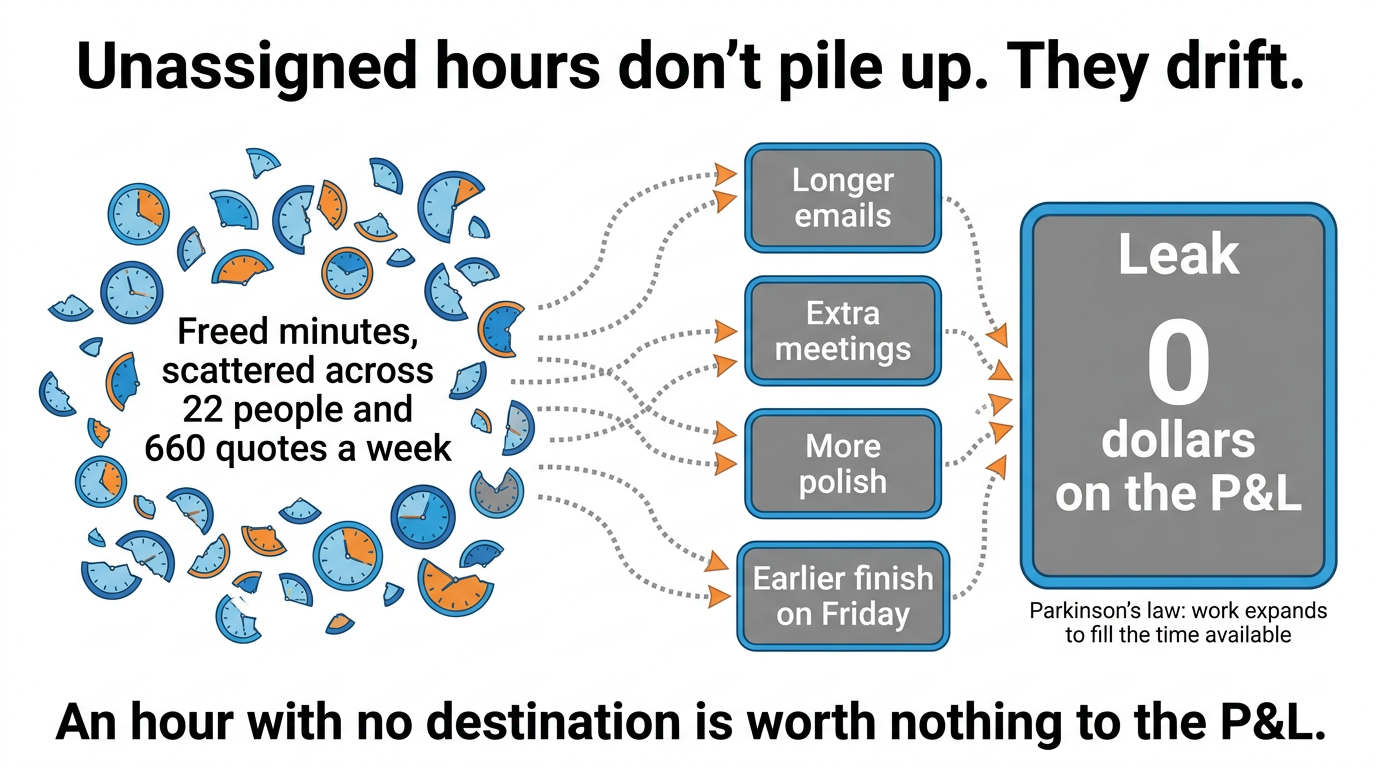 Unassigned hours don’t pile up. They drift.
Freed minutes,
scattered across
22 people and
660 quotes a week
Longer
emails
Extra
meetings
More
polish
Earlier finish
on Friday
Leak
0
dollars
on the P&L
Parkinson’s law: work expands
to fill the time available
An hour with no destination is worth nothing to the P&L.